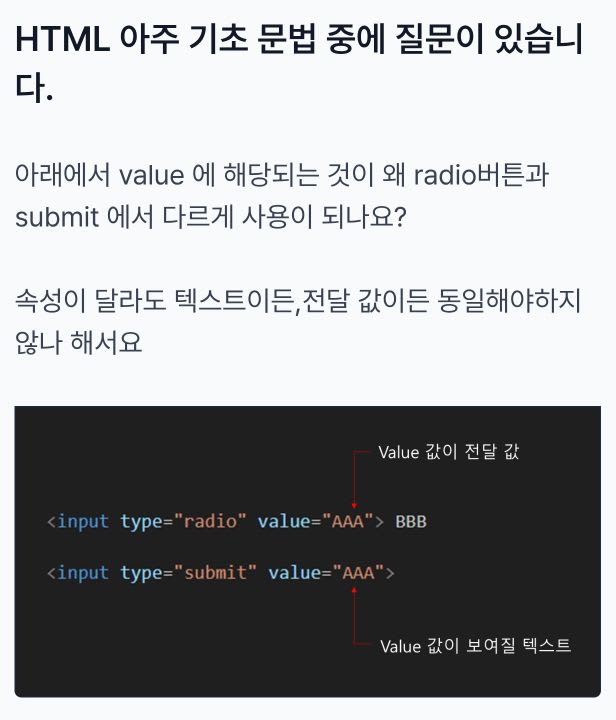 HTML 아주 기초 문법 중에 질문이 있습니
다.
아래에서 value 에 해당되는 것이 왜 radio버튼과
submit 에서 다르게 사용이 되나요?
속성이 달라도 텍스트이든,전달 값이든 동일해야하지
않나 해서요
Value 값이 전달 값
<input type="radio" value="AAA"> BBB
<input type="submit" value="AAA">
Value 값이 보여질 텍스트